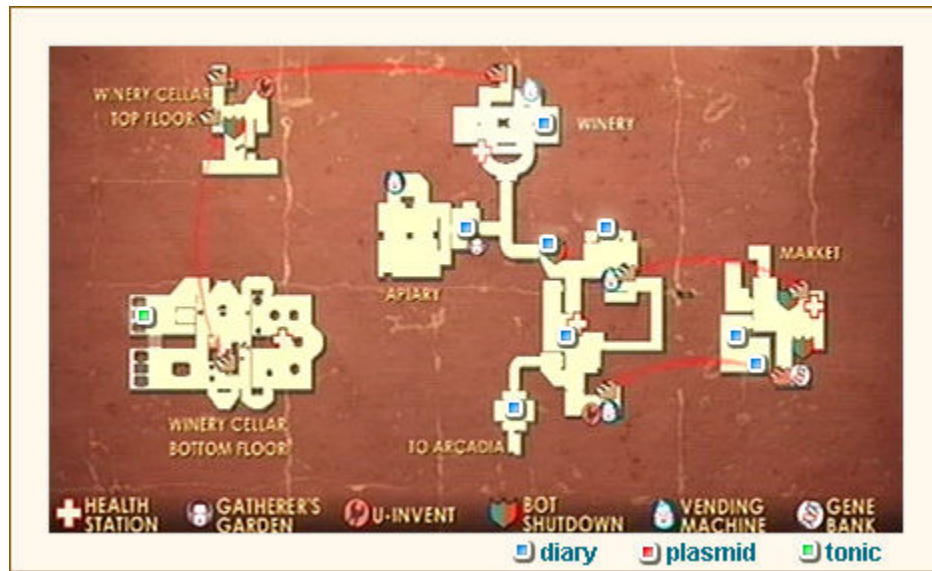 WINERY CELLAR
TOP FLOOR
WINERY
MARKET
APIARY
WINERY CELLAR
BOTTOM FLOOR
TO ARCADIA
HEALTH
STATION
GATHERER'S
GARDEN
U-INVENT
BOT
SHUTDOWN
VENDING
MACHINE
GENE
BANK
diary
plasmid
tonic